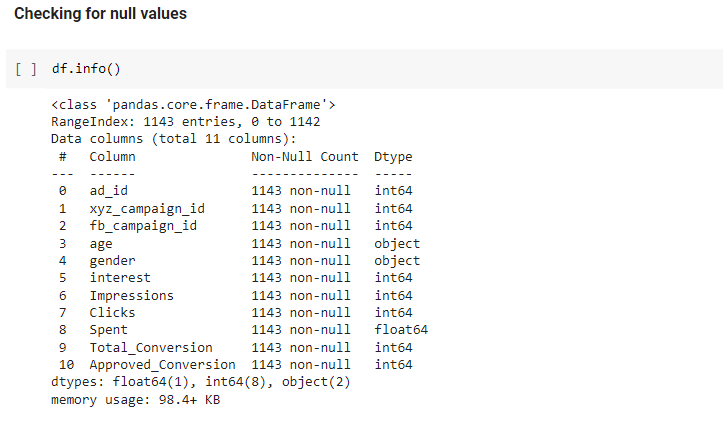 Checking for null values
[ ] df.info()
<class 'pandas.core.frame.DataFrame'>
RangeIndex: 1143 entries, 0 to 1142
Data columns (total 11 columns):
 #   Column               Non-Null Count  Dtype
---  ------               --------------  -----
 0   ad_id                1143 non-null   int64
 1   xyz_campaign_id      1143 non-null   int64
 2   fb_campaign_id       1143 non-null   int64
 3   age                  1143 non-null   object
 4   gender               1143 non-null   object
 5   interest             1143 non-null   int64
 6   Impressions          1143 non-null   int64
 7   Clicks               1143 non-null   int64
 8   Spent                1143 non-null   float64
 9   Total_Conversion     1143 non-null   int64
 10  Approved_Conversion  1143 non-null   int64
dtypes: float64(1), int64(8), object(2)
memory usage: 98.4+ KB